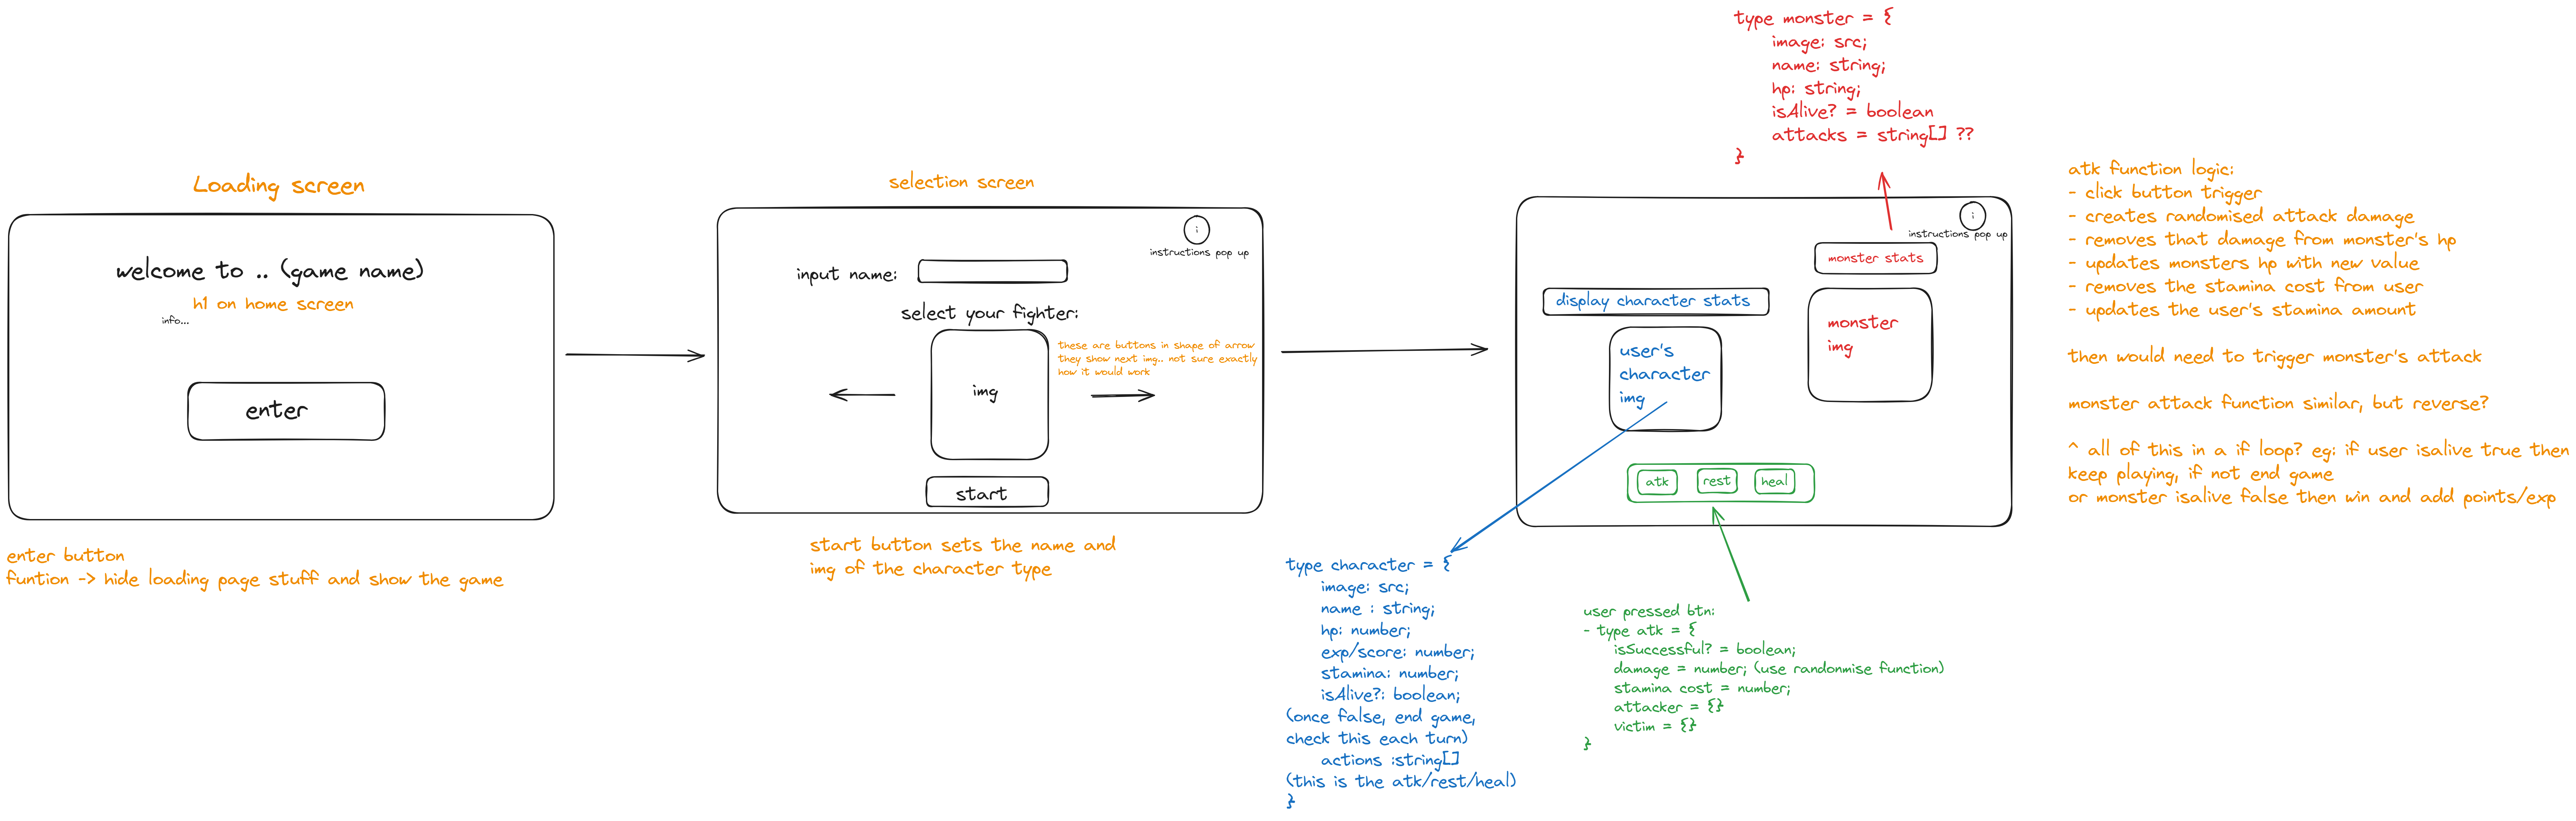 Loading screen
welcome to .. (game name)
h1 on home screen
info...
enter
enter button
funtion -> hide loading page stuff and show the game
selection screen
i
instructions pop up
input name:
select your fighter:
these are buttons in shape of arrow
they show next img.. not sure exactly
how it would work
img
start
start button sets the name and
img of the character type
type monster = {
image: src;
name: string;
hp: string;
isAlive? = boolean
attacks = string[] ??
}
i
instructions pop up
monster stats
display character stats
monster
img
user's
character
img
atk
rest
heal
type character = {
image: src;
name : string;
hp: number;
exp/score: number;
stamina: number;
isAlive?: boolean;
(once false, end game,
check this each turn)
actions :string[]
(this is the atk/rest/heal)
}
user pressed btn:
- type atk = {
isSuccessful? = boolean;
damage = number; (use randonmise function)
stamina cost = number;
attacker = {}
victim = {}
}
atk function logic:
- click button trigger
- creates randomised attack damage
- removes that damage from monster's hp
- updates monsters hp with new value
- removes the stamina cost from user
- updates the user's stamina amount
then would need to trigger monster's attack
monster attack function similar, but reverse?
^ all of this in a if loop? eg: if user isalive true then
keep playing, if not end game
or monster isalive false then win and add points/exp